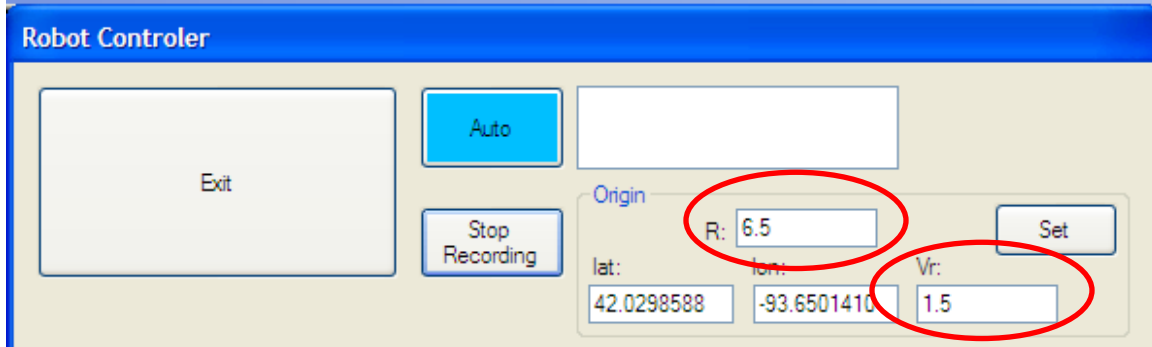 Robot Controler
Exit
Auto
Stop
Recording
Origin
R: 6.5
Set
lat: lon: Vr:
42.0298588 -93.6501410 1.5